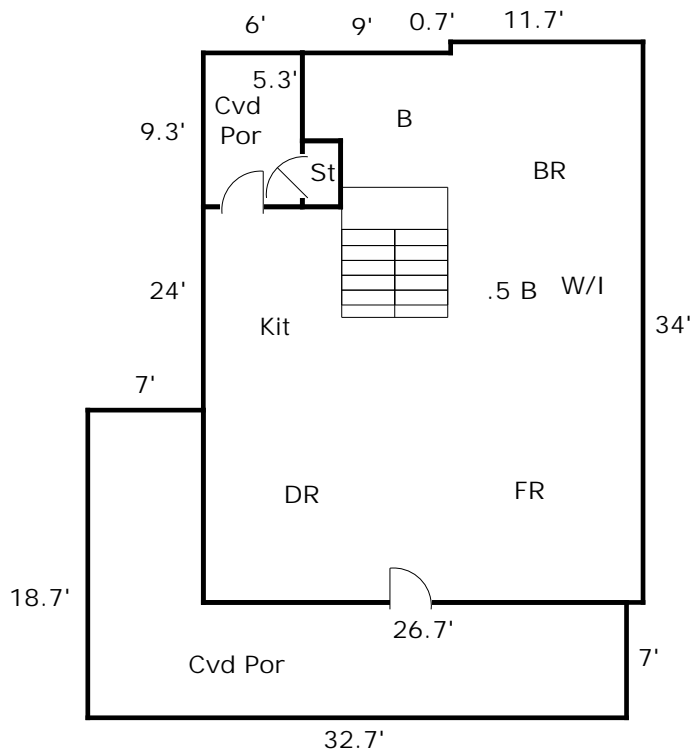 6'
9'
0.7'
11.7'
5.3'
Cvd
Por
9.3'
B
St
BR
24'
.5 B
W/I
Kit
34'
7'
DR
FR
18.7'
26.7'
Cvd Por
7'
32.7'